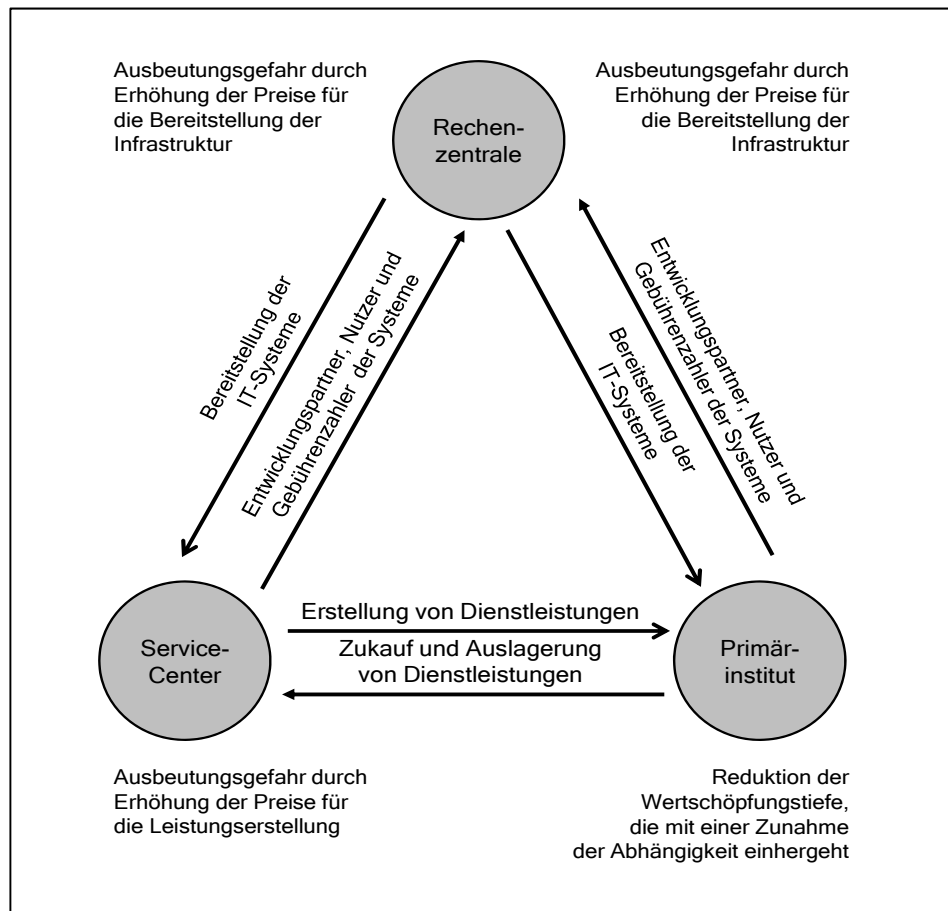 Ausbeutungsgefahr durch
Erhöhung der Preise für
die Bereitstellung der
Infrastruktur
Rechen-
zentrale
Ausbeutungsgefahr durch
Erhöhung der Preise für
die Bereitstellung der
Infrastruktur
Bereitstellung der
IT-Systeme
Entwicklungspartner, Nutzer und
Gebührenzahler der Systeme
Bereitstellung der
IT-Systeme
Entwicklungspartner, Nutzer und
Gebührenzahler der Systeme
Service-
Center
Erstellung von Dienstleistungen
Zukauf und Auslagerung
von Dienstleistungen
Primär-
institut
Ausbeutungsgefahr durch
Erhöhung der Preise für
die Leistungserstellung
Reduktion der
Wertschöpfungstiefe,
die mit einer Zunahme
der Abhängigkeit einhergeht